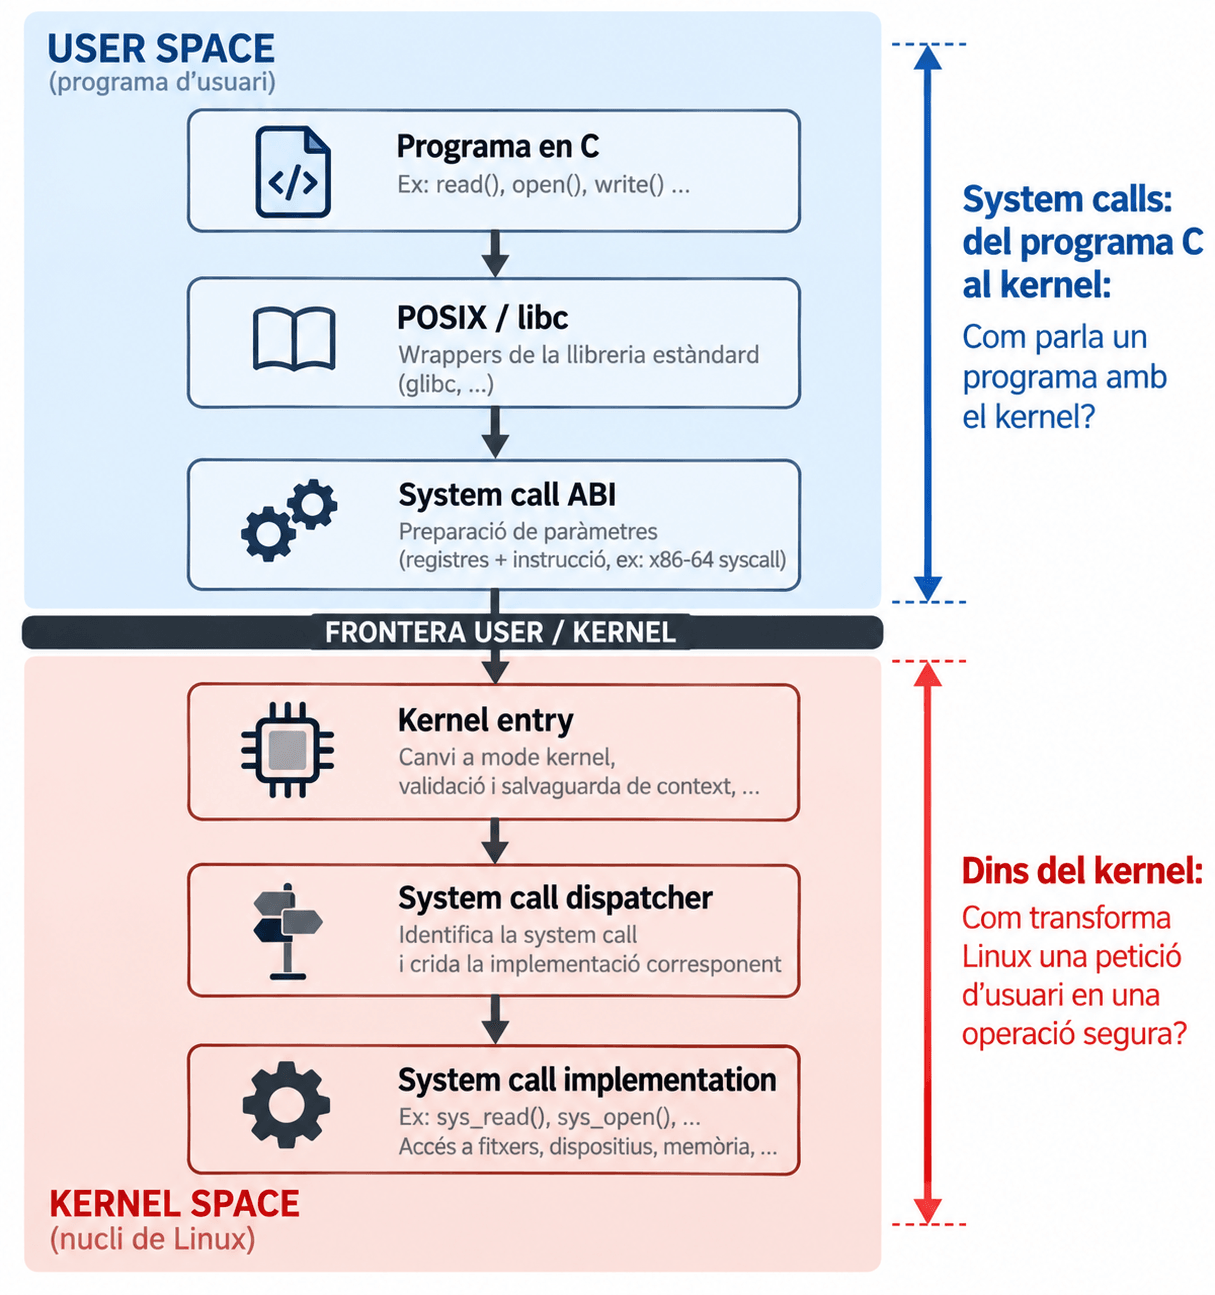 USER SPACE
(programa d'usuari)
Programa en C
Ex: read(), open(), write() ...
POSIX / libc
Wrappers de la llibreria estàndard
(glibc, ...)
System call ABI
Preparació de paràmetres
(registres + instrucció, ex: x86-64 syscall)
System calls:
del programa C
al kernel:
Com parla un
programa amb
el kernel?
FRONTERA USER / KERNEL
Kernel entry
Canvi a mode kernel,
validació i salvaguarda de context, ...
System call dispatcher
Identifica la system call
i crida la implementació corresponent
System call implementation
Ex: sys_read(), sys_open(), ...
Accés a fitxers, dispositius, memòria, ...
Dins del kernel:
Com transforma
Linux una petició
d'usuari en una
operació segura?
KERNEL SPACE
(nucli de Linux)